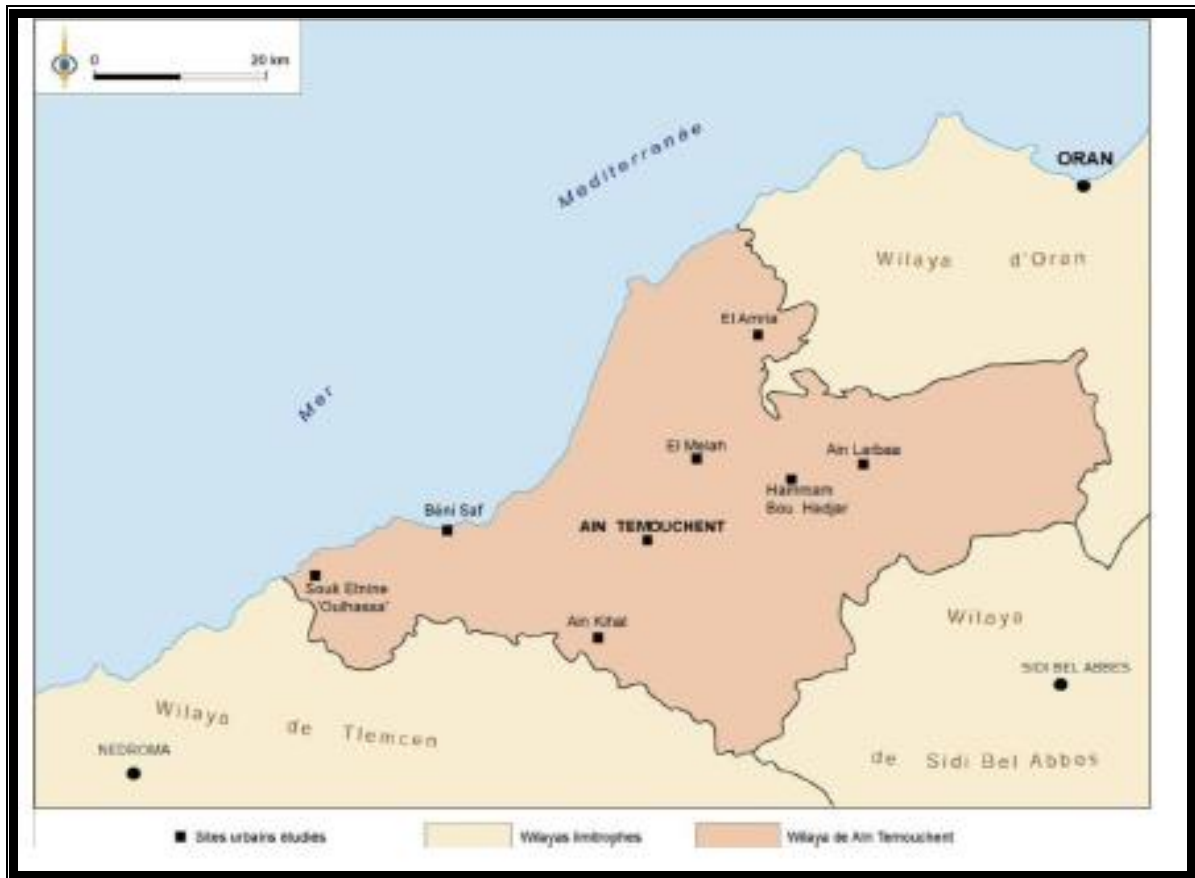 0 20 km
Mer Méditerranée
ORAN
Wilaya d'Oran
El Amria
El Melah
Ain Larbaa
Hammam
Bou Hadjar
Béni Saf
AIN TEMOUCHENT
Souk Etnine
'Oulhassa'
Ain Kihal
Wilaya
SIDI BEL ABBES
Wilaya de Tlemcen
NEDROMA
de Sidi Bel Abbos
Sites urbains étudiés
Wilayas limitrophes
Wilaya de Ain Temouchent